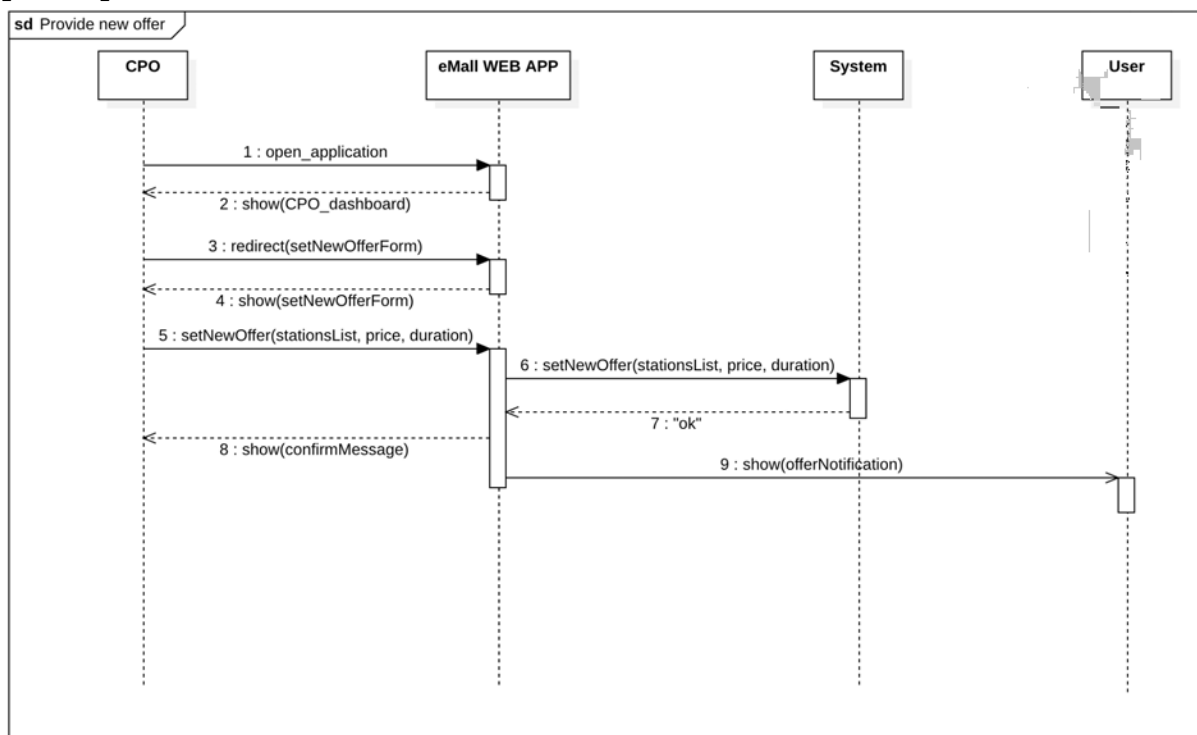 sd Provide new offer
CPO
eMall WEB APP
System
User
1 : open_application
2 : show(CPO_dashboard)
3 : redirect(setNewOfferForm)
4 : show(setNewOfferForm)
5 : setNewOffer(stationsList, price, duration)
6 : setNewOffer(stationsList, price, duration)
7 : "ok"
8 : show(confirmMessage)
9 : show(offerNotification)